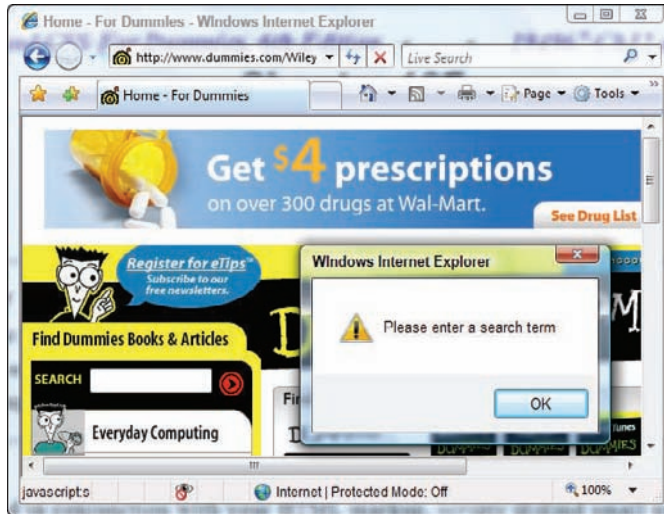 Home - For Dummies - Windows Internet Explorer
http://www.dummies.com/Wiley
Live Search
Home - For Dummies
Page
Tools
Get $4 prescriptions
on over 300 drugs at Wal-Mart.
See Drug List
Register for eTips™
Subscribe to our
free newsletters.
Windows Internet Explorer
Please enter a search term
OK
Find Dummies Books & Articles
SEARCH
Everyday Computing
javascript:s
Internet | Protected Mode: Off
100%